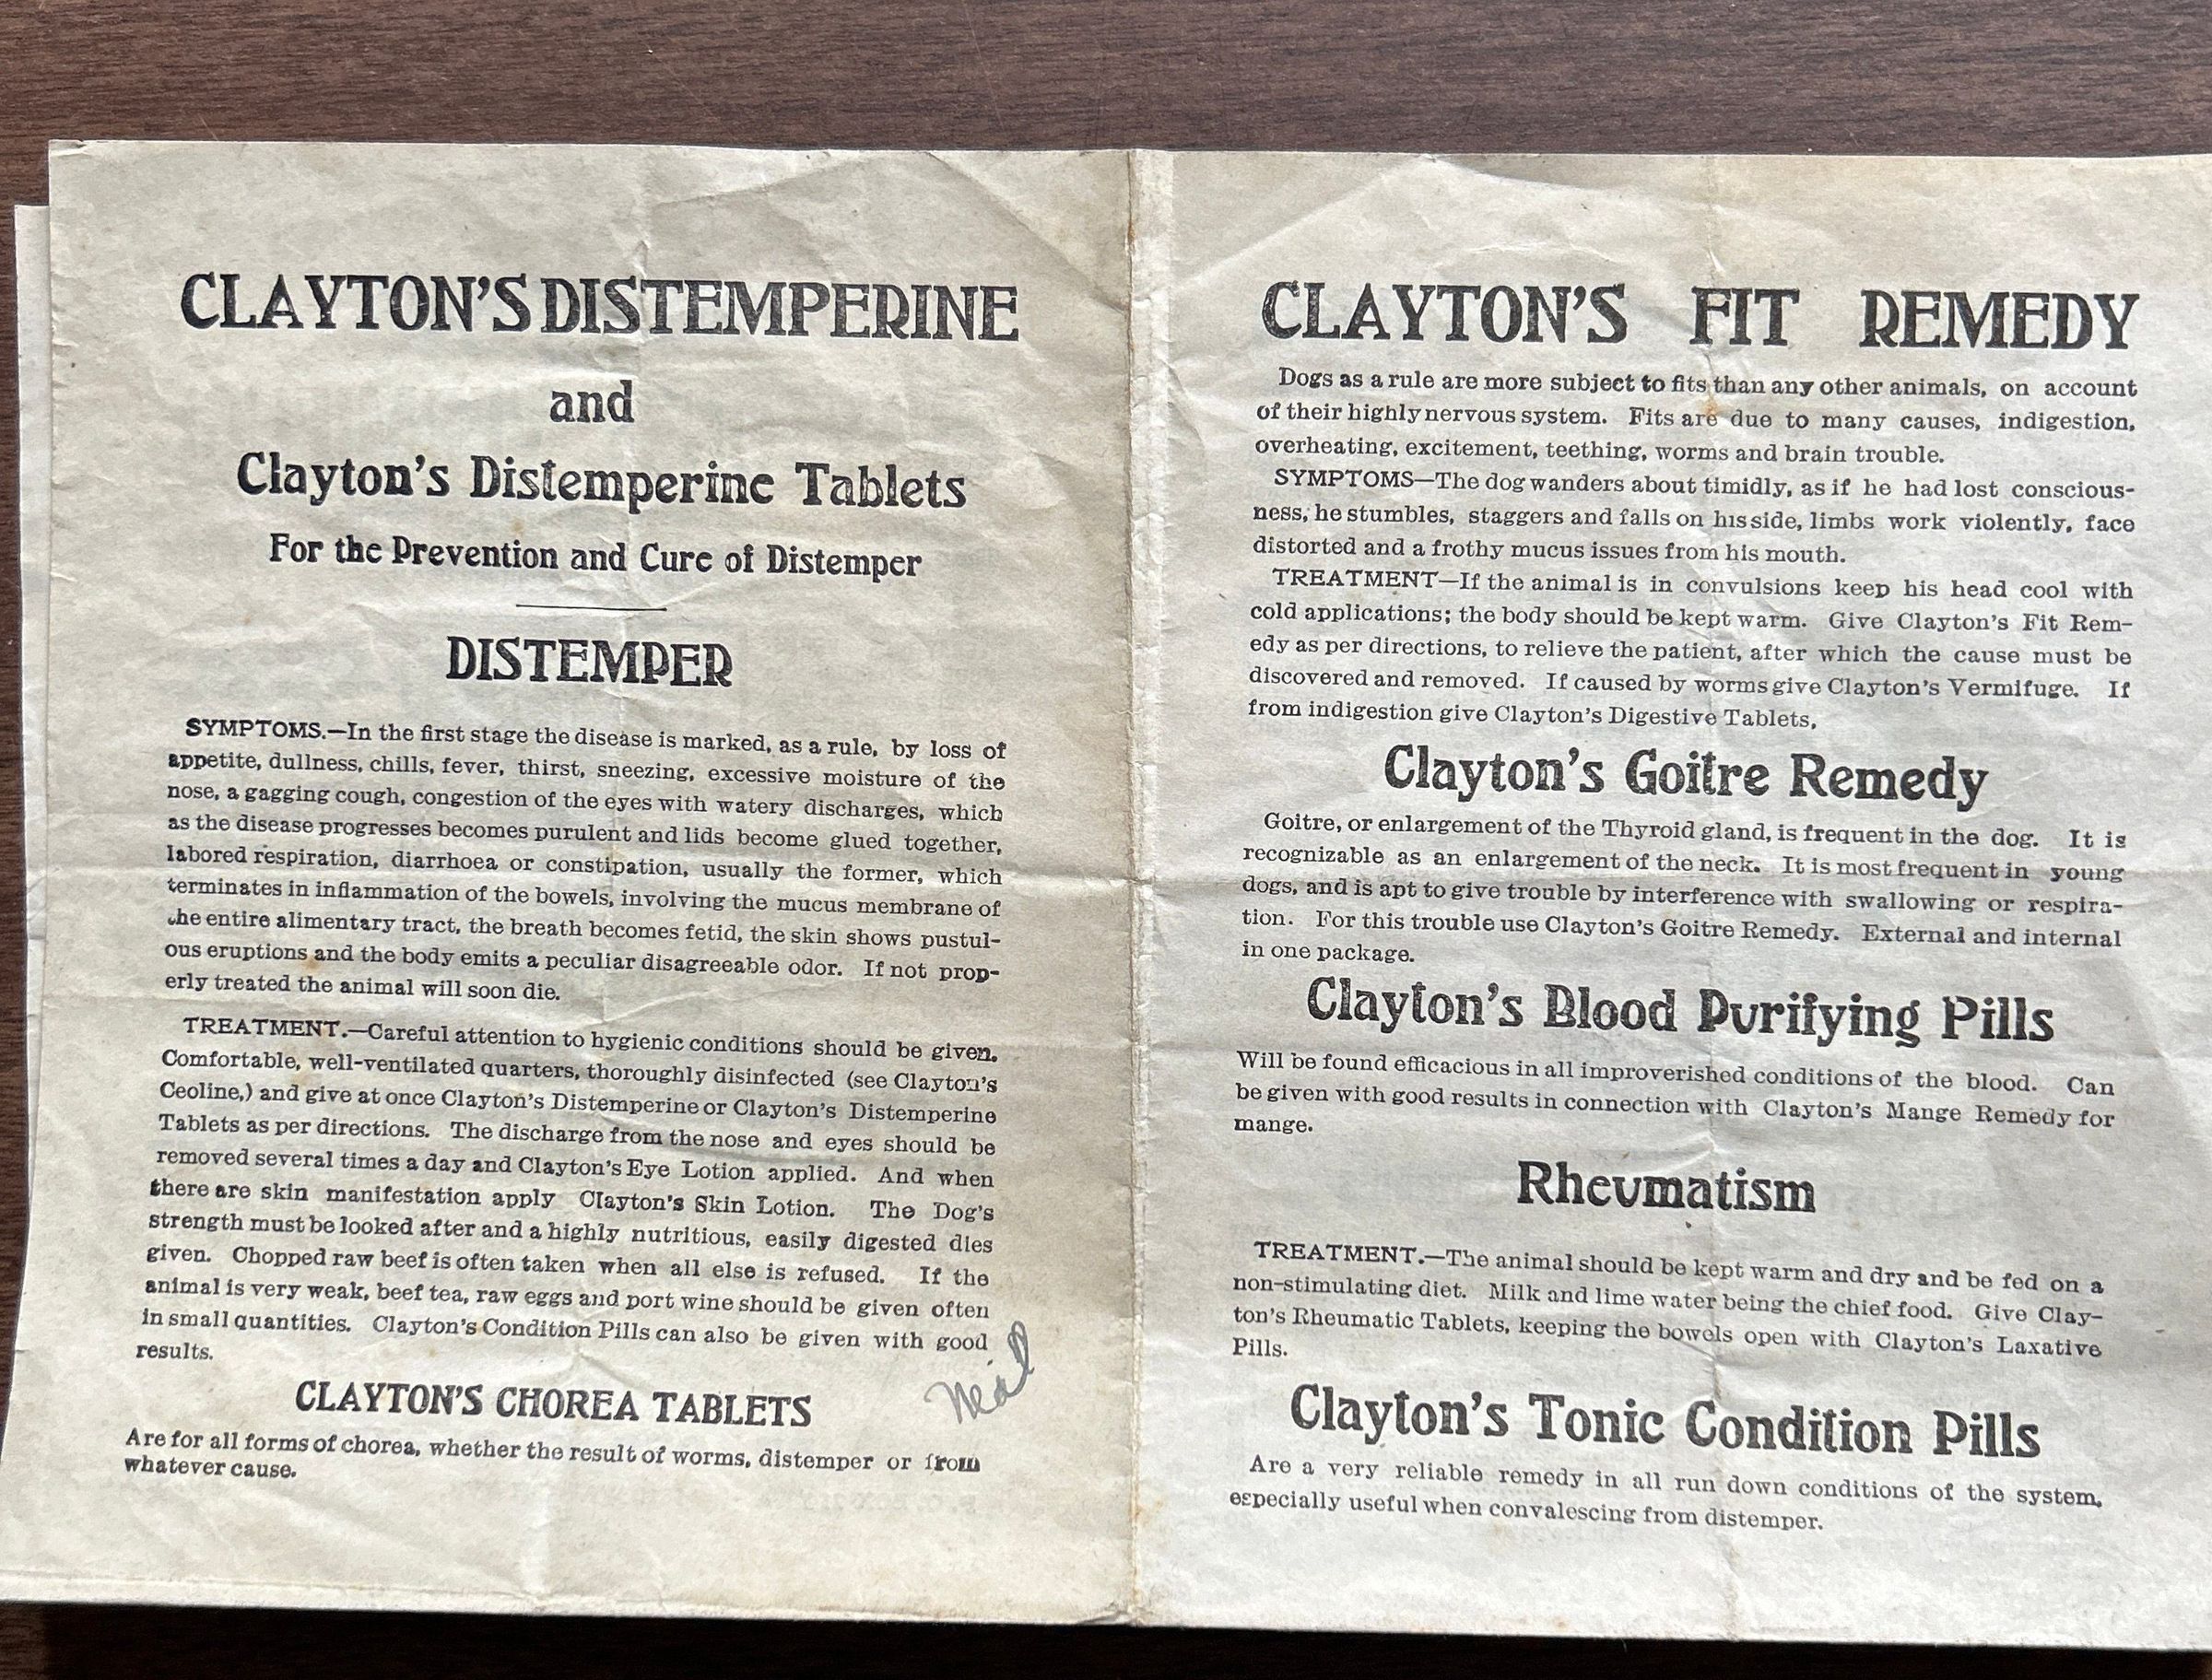 CLAYTON'S DISTEMPERINE
and
Clayton's Distemperine Tablets
For the Prevention and Cure of Distemper
DISTEMPER
SYMPTOMS.—In the first stage the disease is marked, as a rule, by loss of
appetite, dullness, chills, fever, thirst, sneezing, excessive moisture of the
nose, a gagging cough, congestion of the eyes with watery discharges, which
as the disease progresses becomes purulent and lids become glued together,
labored respiration, diarrhoea or constipation, usually the former, which
terminates in inflammation of the bowels, involving the mucus membrane of
the entire alimentary tract, the breath becomes fetid, the skin shows pustul-
ous eruptions and the body emits a peculiar disagreeable odor. If not prop-
erly treated the animal will soon die.
TREATMENT.—Careful attention to hygienic conditions should be given.
Comfortable, well-ventilated quarters, thoroughly disinfected (see Clayton's
Ceoline,) and give at once Clayton's Distemperine or Clayton's Distemperine
Tablets as per directions. The discharge from the nose and eyes should be
removed several times a day and Clayton's Eye Lotion applied. And when
there are skin manifestation apply Clayton's Skin Lotion. The Dog's
strength must be looked after and a highly nutritious, easily digested dies
given. Chopped raw beef is often taken when all else is refused. If the
animal is very weak, beef tea, raw eggs and port wine should be given often
in small quantities. Clayton's Condition Pills can also be given with good
results.
Neil
CLAYTON'S CHOREA TABLETS
Are for all forms of chorea, whether the result of worms, distemper or from
whatever cause.
CLAYTON'S FIT REMEDY
Dogs as a rule are more subject to fits than any other animals, on account
of their highly nervous system. Fits are due to many causes, indigestion,
overheating, excitement, teething, worms and brain trouble.
SYMPTOMS—The dog wanders about timidly, as if he had lost conscious-
ness, he stumbles, staggers and falls on his side, limbs work violently, face
distorted and a frothy mucus issues from his mouth.
TREATMENT—If the animal is in convulsions keep his head cool with
cold applications; the body should be kept warm. Give Clayton's Fit Rem-
edy as per directions, to relieve the patient, after which the cause must be
discovered and removed. If caused by worms give Clayton's Vermifuge. If
from indigestion give Clayton's Digestive Tablets,
Clayton's Goitre Remedy
Goitre, or enlargement of the Thyroid gland, is frequent in the dog. It is
recognizable as an enlargement of the neck. It is most frequent in young
dogs, and is apt to give trouble by interference with swallowing or respira-
tion. For this trouble use Clayton's Goitre Remedy. External and internal
in one package.
Clayton's Blood Purifying Pills
Will be found efficacious in all improverished conditions of the blood. Can
be given with good results in connection with Clayton's Mange Remedy for
mange.
Rheumatism
TREATMENT.—The animal should be kept warm and dry and be fed on a
non-stimulating diet. Milk and lime water being the chief food. Give Clay-
ton's Rheumatic Tablets, keeping the bowels open with Clayton's Laxative
Pills.
Clayton's Tonic Condition Pills
Are a very reliable remedy in all run down conditions of the system,
especially useful when convalescing from distemper.